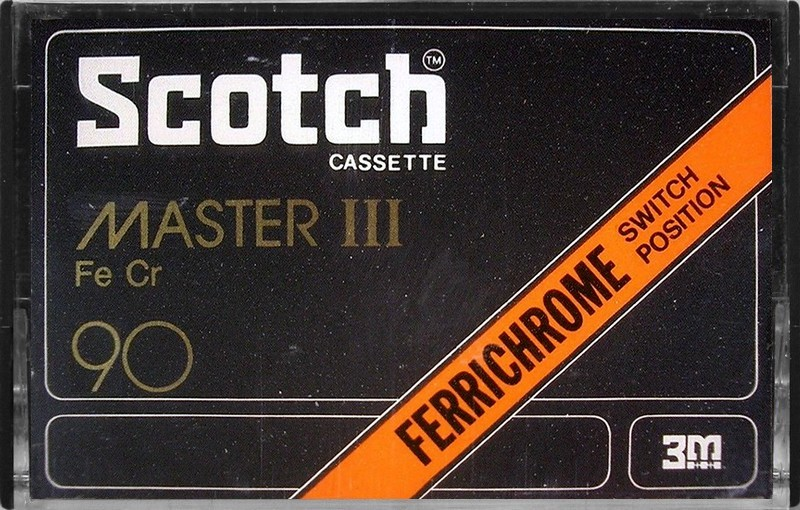 Scotch™
CASSETTE
MASTER III
Fe Cr
90
FERRICHROME
SWITCH
POSITION
3M